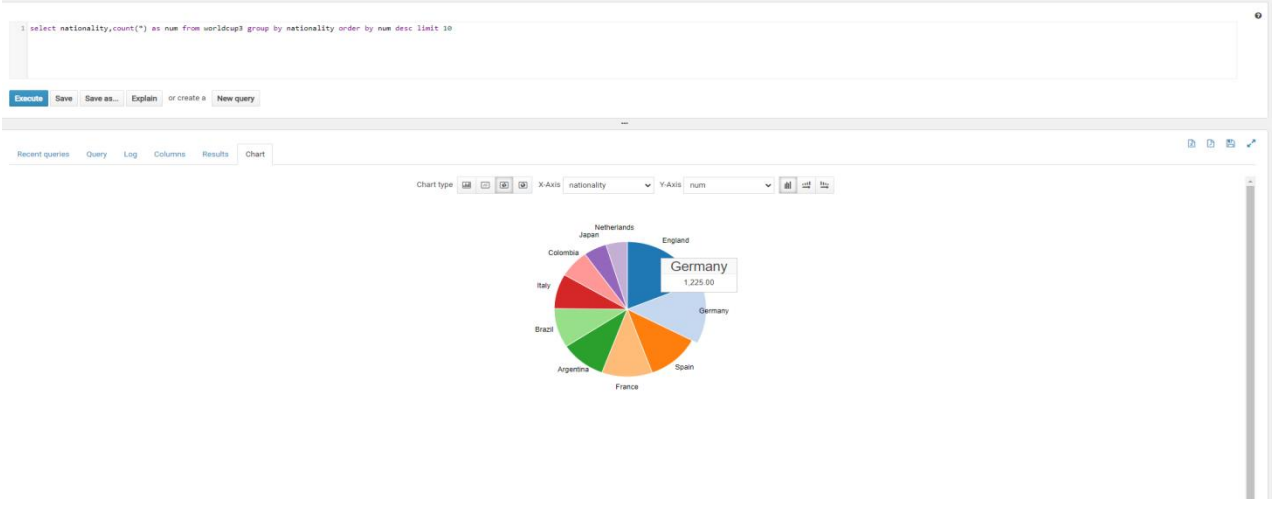 1 select nationality,count(*) as num from worldcup3 group by nationality order by num desc limit 10
Execute Save Save as... Explain or create a New query
Recent queries Query Log Columns Results Chart
Chart type X-Axis nationality Y-Axis num
Netherlands
Japan
England
Colombia
Germany
1,225.00
Italy
Germany
Brazil
Spain
Argentina
France